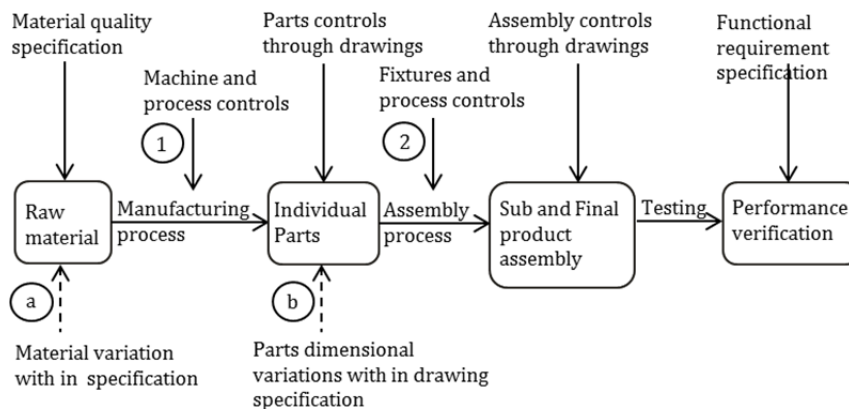 Material quality
specification
Parts controls
through drawings
Assembly controls
through drawings
Functional
requirement
specification
Machine and
process controls
Fixtures and
process controls
1
2
Raw
material
Manufacturing
process
Individual
Parts
Assembly
process
Sub and Final
product
assembly
Testing
Performance
verification
a
b
Material variation
with in specification
Parts dimensional
variations with in drawing
specification